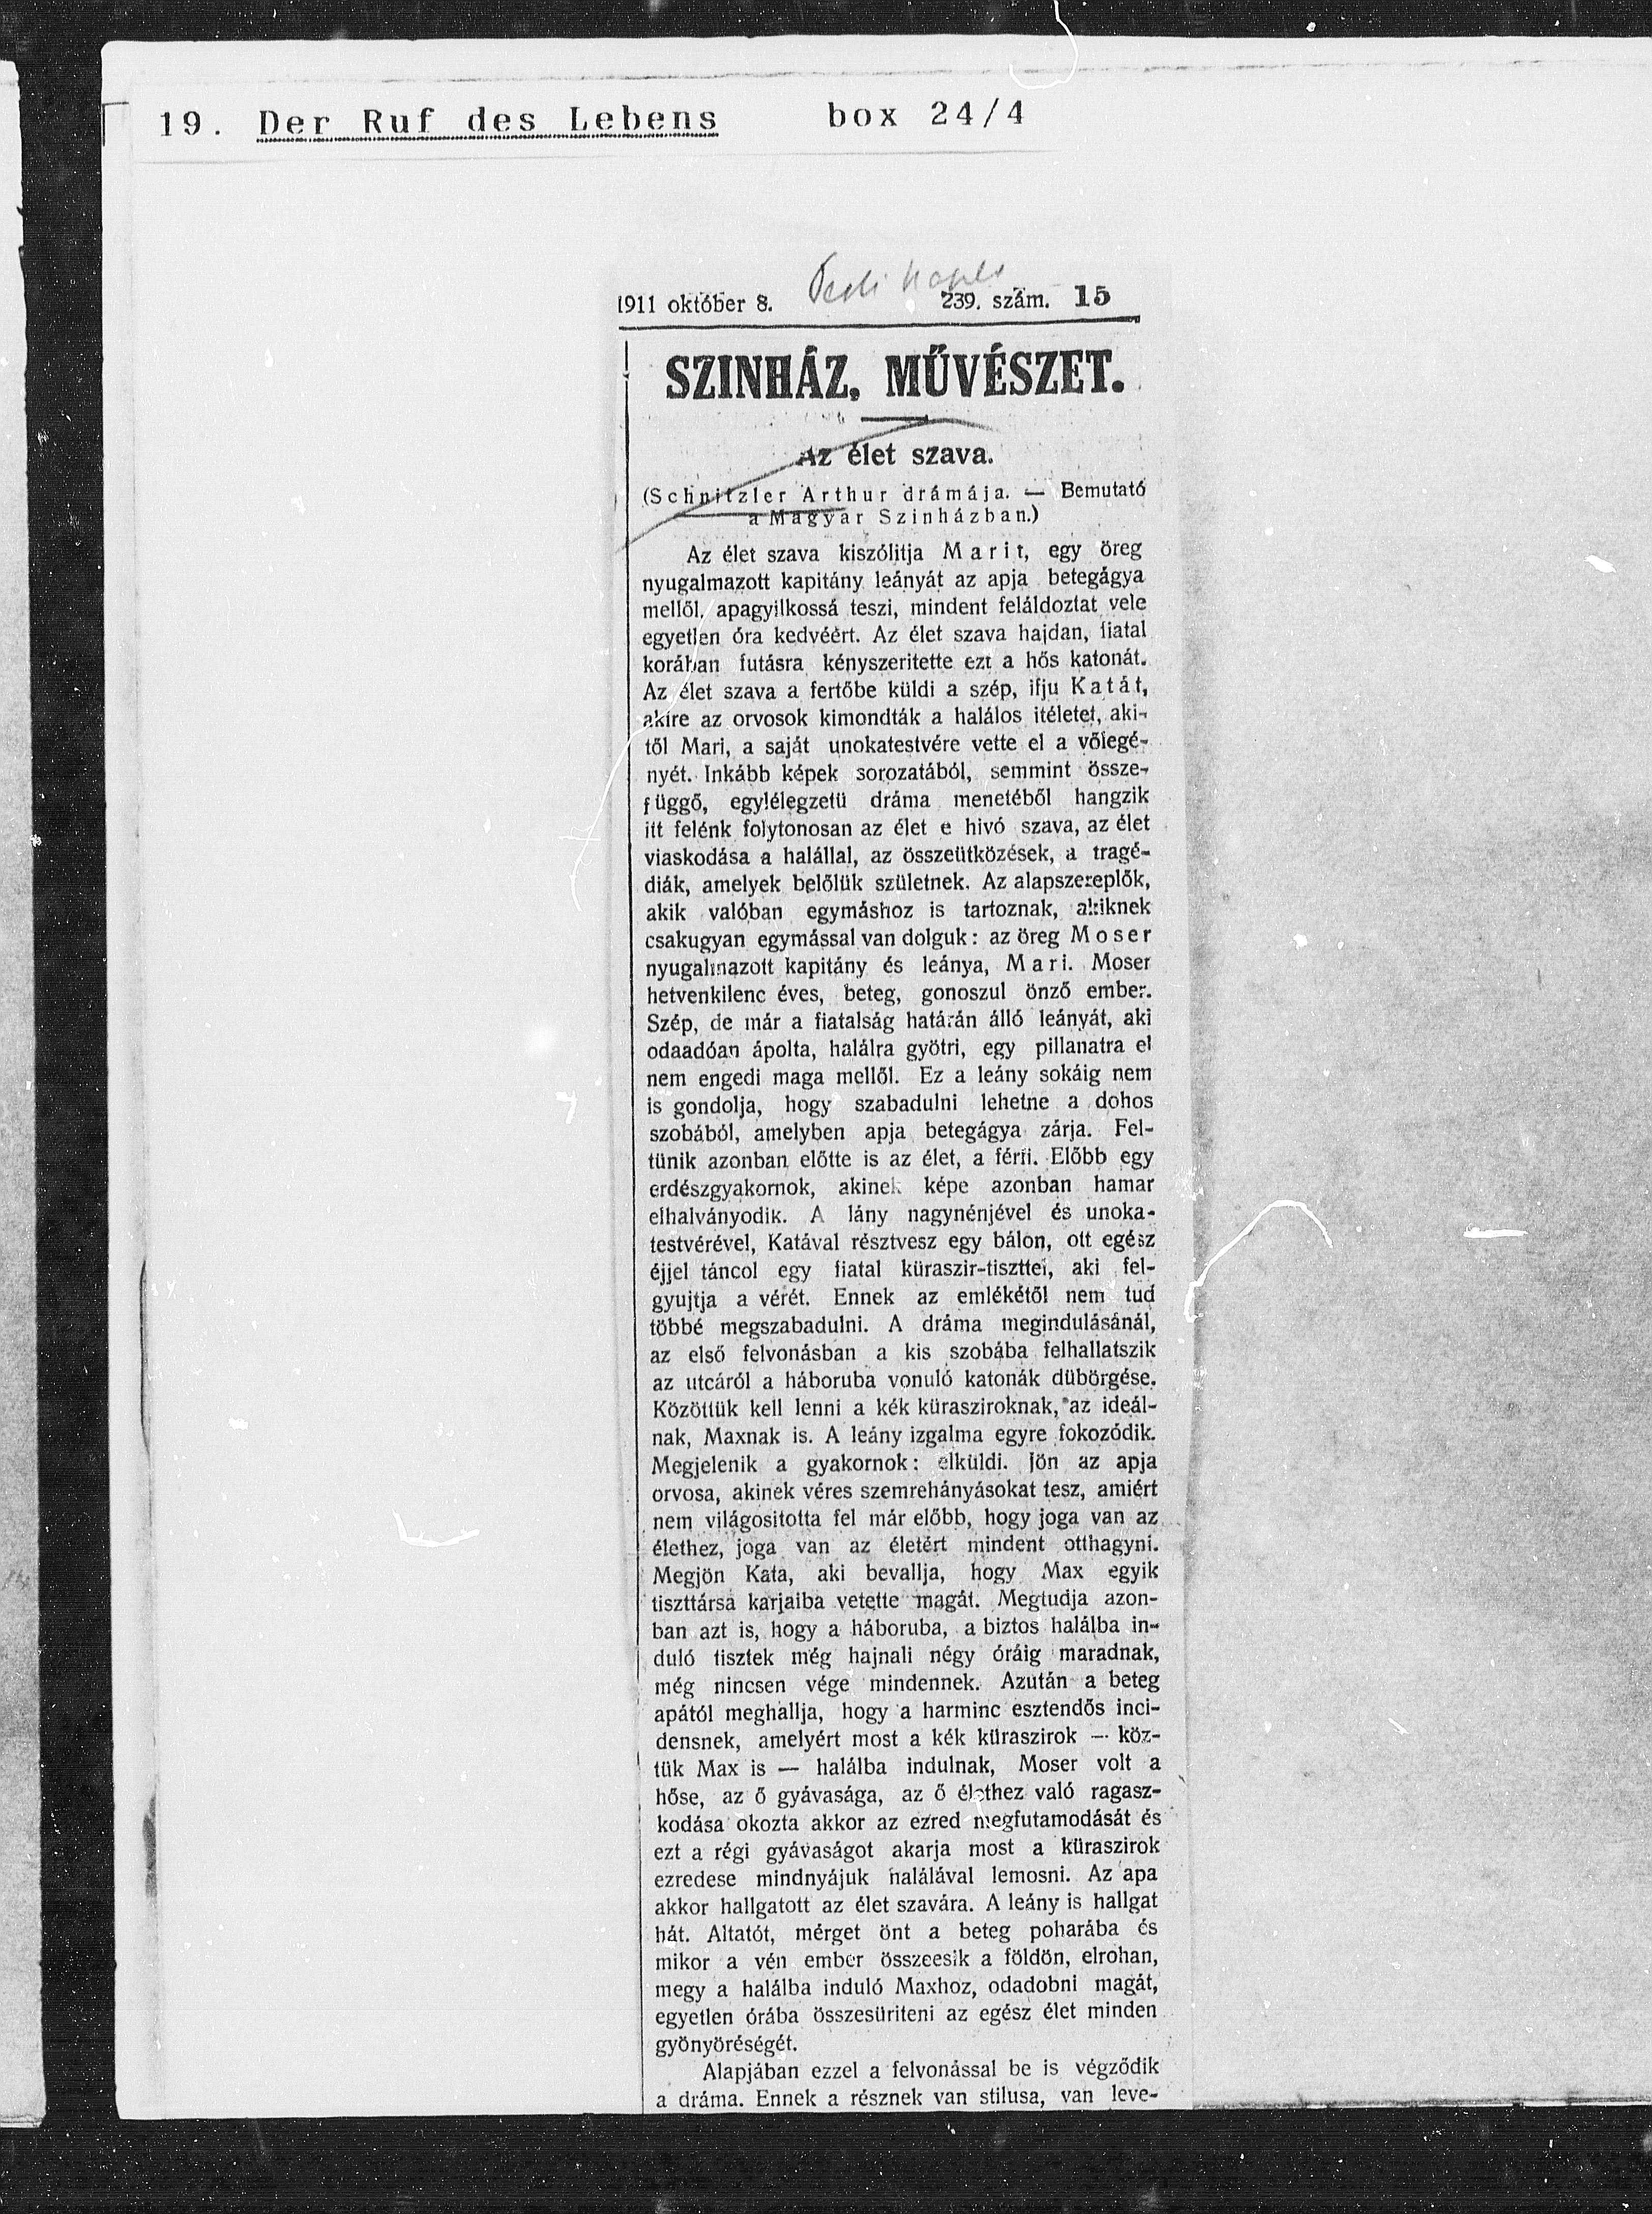 19. Der Ruf des Lebens box 24/4
Pesti Napló
1911 október 8. 239. szám. 15
SZINHÁZ, MŰVÉSZET.
Az élet szava.
(Schnitzler Arthur drámája. — Bemutató
a Magyar Szinházban.)
Az élet szava kiszólitja Marit, egy öreg
nyugalmazott kapitány leányát az apja betegágya
mellől, apagyilkossá teszi, mindent feláldoztat vele
egyetlen óra kedvéért. Az élet szava hajdan, fiatal
korában futásra kényszeritette ezt a hős katonát.
Az élet szava a fertőbe küldi a szép, ifju Katát,
akire az orvosok kimondták a halálos itéletet, aki-
től Mari, a saját unokatestvére vette el a vőlegé-
nyét. Inkább képek sorozatából, semmint össze-
függő, egylélegzetü dráma menetéből hangzik
itt felénk folytonosan az élet e hivó szava, az élet
viaskodása a halállal, az összeütközések, a tragé-
diák, amelyek belőlük születnek. Az alapszereplők,
akik valóban egymáshoz is tartoznak, akiknek
csakugyan egymással van dolguk: az öreg Moser
nyugalmazott kapitány és leánya, Mari. Moser
hetvenkilenc éves, beteg, gonoszul önző ember.
Szép, de már a fiatalság határán álló leányát, aki
odaadóan ápolta, halálra gyötri, egy pillanatra el
nem engedi maga mellől. Ez a leány sokáig nem
is gondolja, hogy szabadulni lehetne a dohos
szobából, amelyben apja betegágya zárja. Fel-
tünik azonban előtte is az élet, a férfi. Előbb egy
erdészgyakornok, akinek képe azonban hamar
elhalványodik. A lány nagynénjével és unoka-
testvérével, Katával résztvesz egy bálon, ott egész
éjjel táncol egy fiatal küraszir-tiszttel, aki fel-
gyujtja a vérét. Ennek az emlékétől nem tud
többé megszabadulni. A dráma megindulásánál,
az első felvonásban a kis szobába felhallatszik
az utcáról a háboruba vonuló katonák dübörgése.
Közöttük kell lenni a kék kürasziroknak, az ideál-
nak, Maxnak is. A leány izgalma egyre fokozódik.
Megjelenik a gyakornok: elküldi. Jön az apja
orvosa, akinek véres szemrehányásokat tesz, amiért
nem világositotta fel már előbb, hogy joga van az
élethez, joga van az életért mindent otthagyni.
Megjön Kata, aki bevallja, hogy Max egyik
tiszttársa karjaiba vetette magát. Megtudja azon-
ban azt is, hogy a háboruba, a biztos halálba in-
duló tisztek még hajnali négy óráig maradnak,
még nincsen vége mindennek. Azután a beteg
apától meghallja, hogy a harminc esztendős inci-
densnek, amelyért most a kék küraszirok — köz-
tük Max is — halálba indulnak, Moser volt a
hőse, az ő gyávasága, az ő élethez való ragasz-
kodása okozta akkor az ezred megfutamodását és
ezt a régi gyávaságot akarja most a küraszirok
ezredese mindnyájuk halálával lemosni. Az apa
akkor hallgatott az élet szavára. A leány is hallgat
hát. Altatót, mérget önt a beteg poharába és
mikor a vén ember összeesik a földön, elrohan,
megy a halálba induló Maxhoz, odadobni magát,
egyetlen órába összesüriteni az egész élet minden
gyönyöréségét.
Alapjában ezzel a felvonással be is végződik
a dráma. Ennek a résznek van stilusa, van leve-